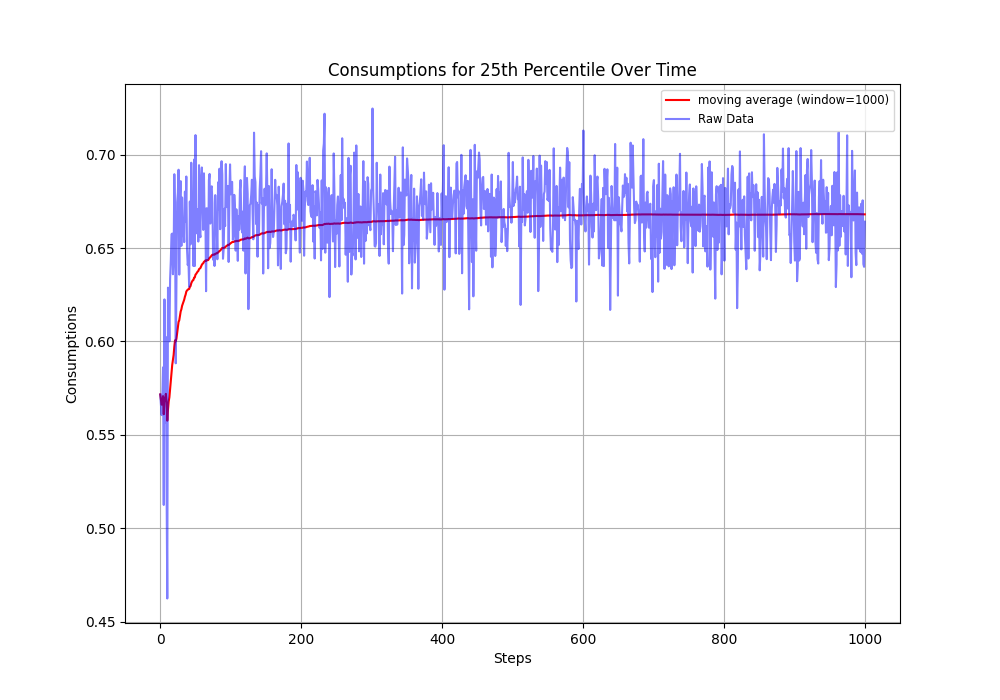 Consumptions for 25th Percentile Over Time
moving average (window=1000)
Raw Data
0.70
0.65
0.60
0.55
0.50
0.45
Consumptions
0 200 400 600 800 1000
Steps